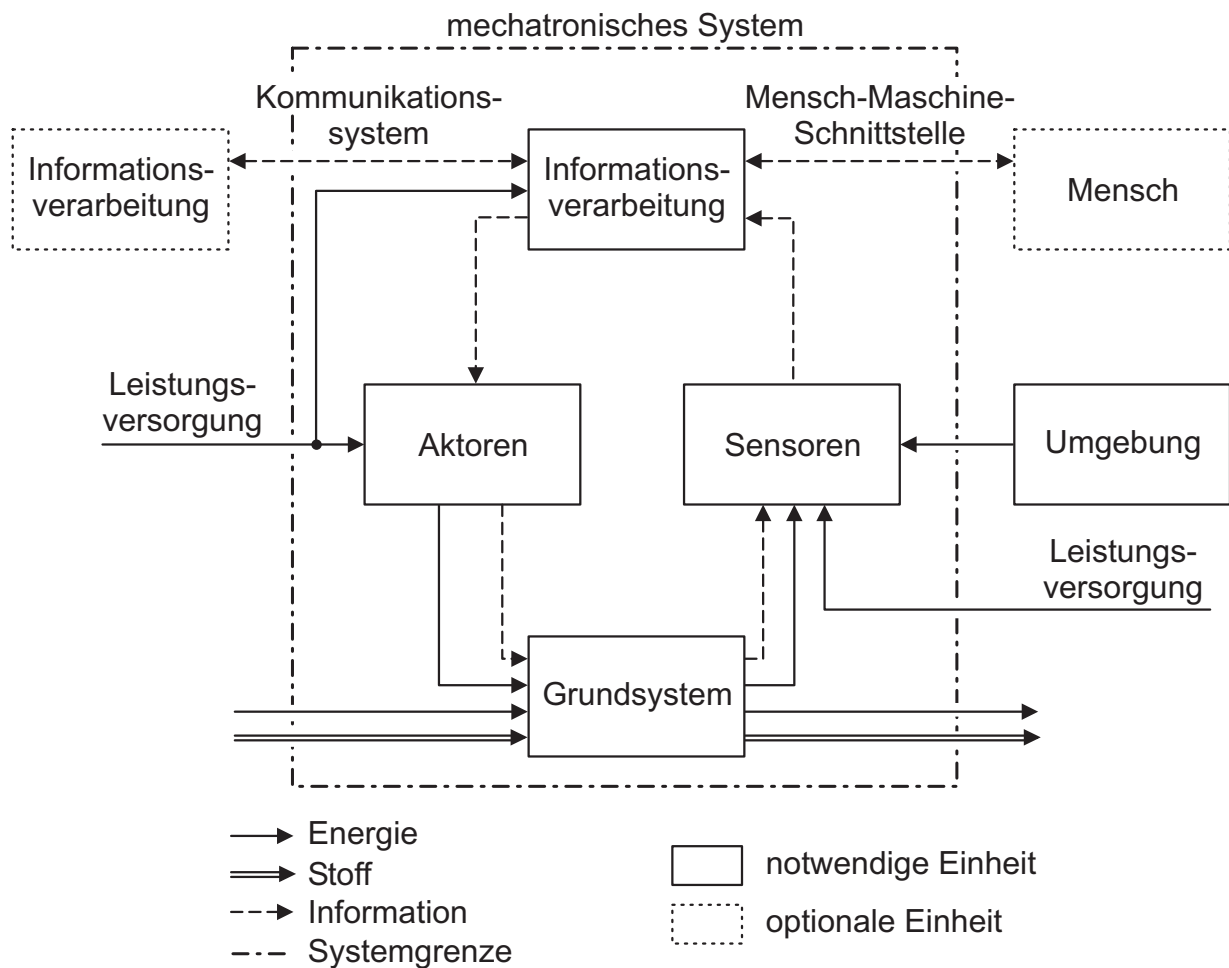 mechatronisches System
Kommunikations-
system
Mensch-Maschine-
Schnittstelle
Informations-
verarbeitung
Informations-
verarbeitung
Mensch
Leistungs-
versorgung
Aktoren
Sensoren
Umgebung
Leistungs-
versorgung
Grundsystem
Energie
Stoff
Information
Systemgrenze
notwendige Einheit
optionale Einheit